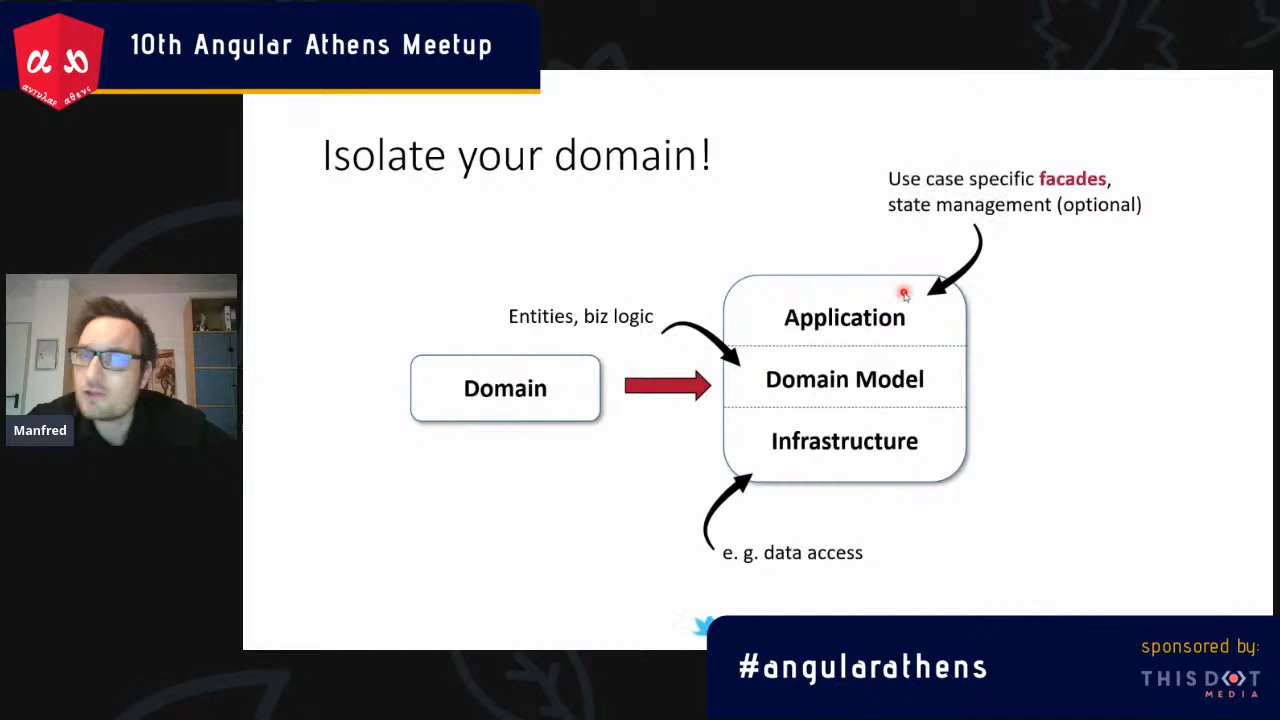 10th Angular Athens Meetup
Isolate your domain!
Use case specific facades,
state management (optional)
Entities, biz logic
Domain
Application
Domain Model
Infrastructure
e. g. data access
Manfred
#angularathens
sponsored by:
THIS DOT
MEDIA